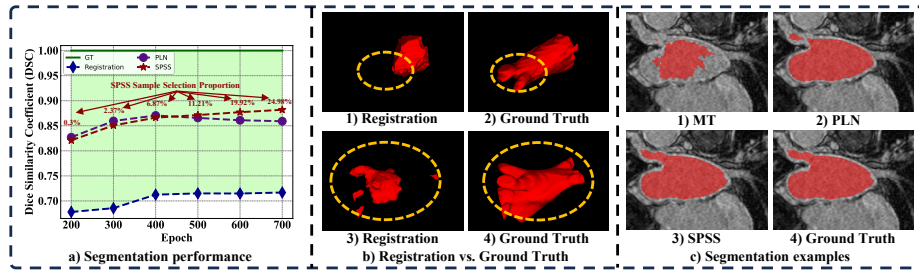 1.00
0.95
0.90
0.85
0.80
0.75
0.70
Dice Similarity Coefficient (DSC)
GT
Registration
PLN
SPSS
SPSS Sample Selection Proportion
0.3%
2.37%
6.87%
11.21%
19.92%
24.98%
200 300 400 500 600 700
Epoch
a) Segmentation performance
1) Registration
2) Ground Truth
3) Registration
4) Ground Truth
b) Registration vs. Ground Truth
1) MT
2) PLN
3) SPSS
4) Ground Truth
c) Segmentation examples